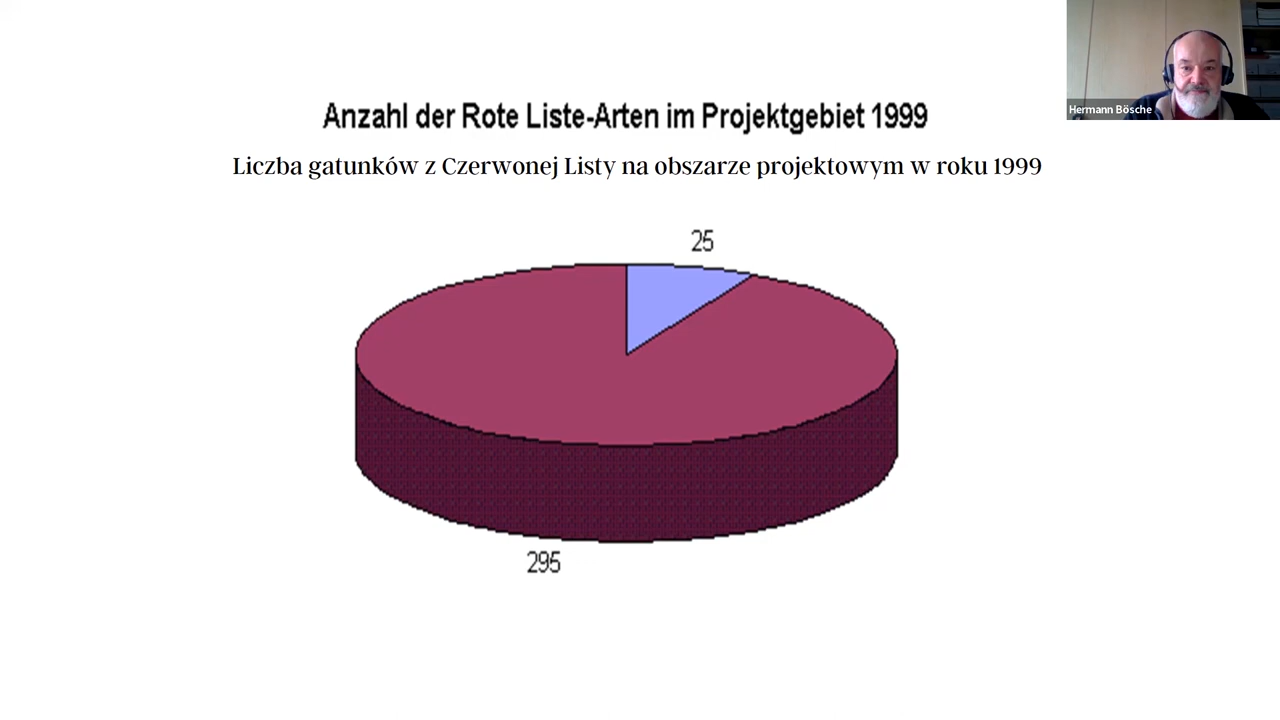 Anzahl der Rote Liste-Arten im Projektgebiet 1999
Liczba gatunków z Czerwonej Listy na obszarze projektowym w roku 1999
Hermann Bösche
25
295